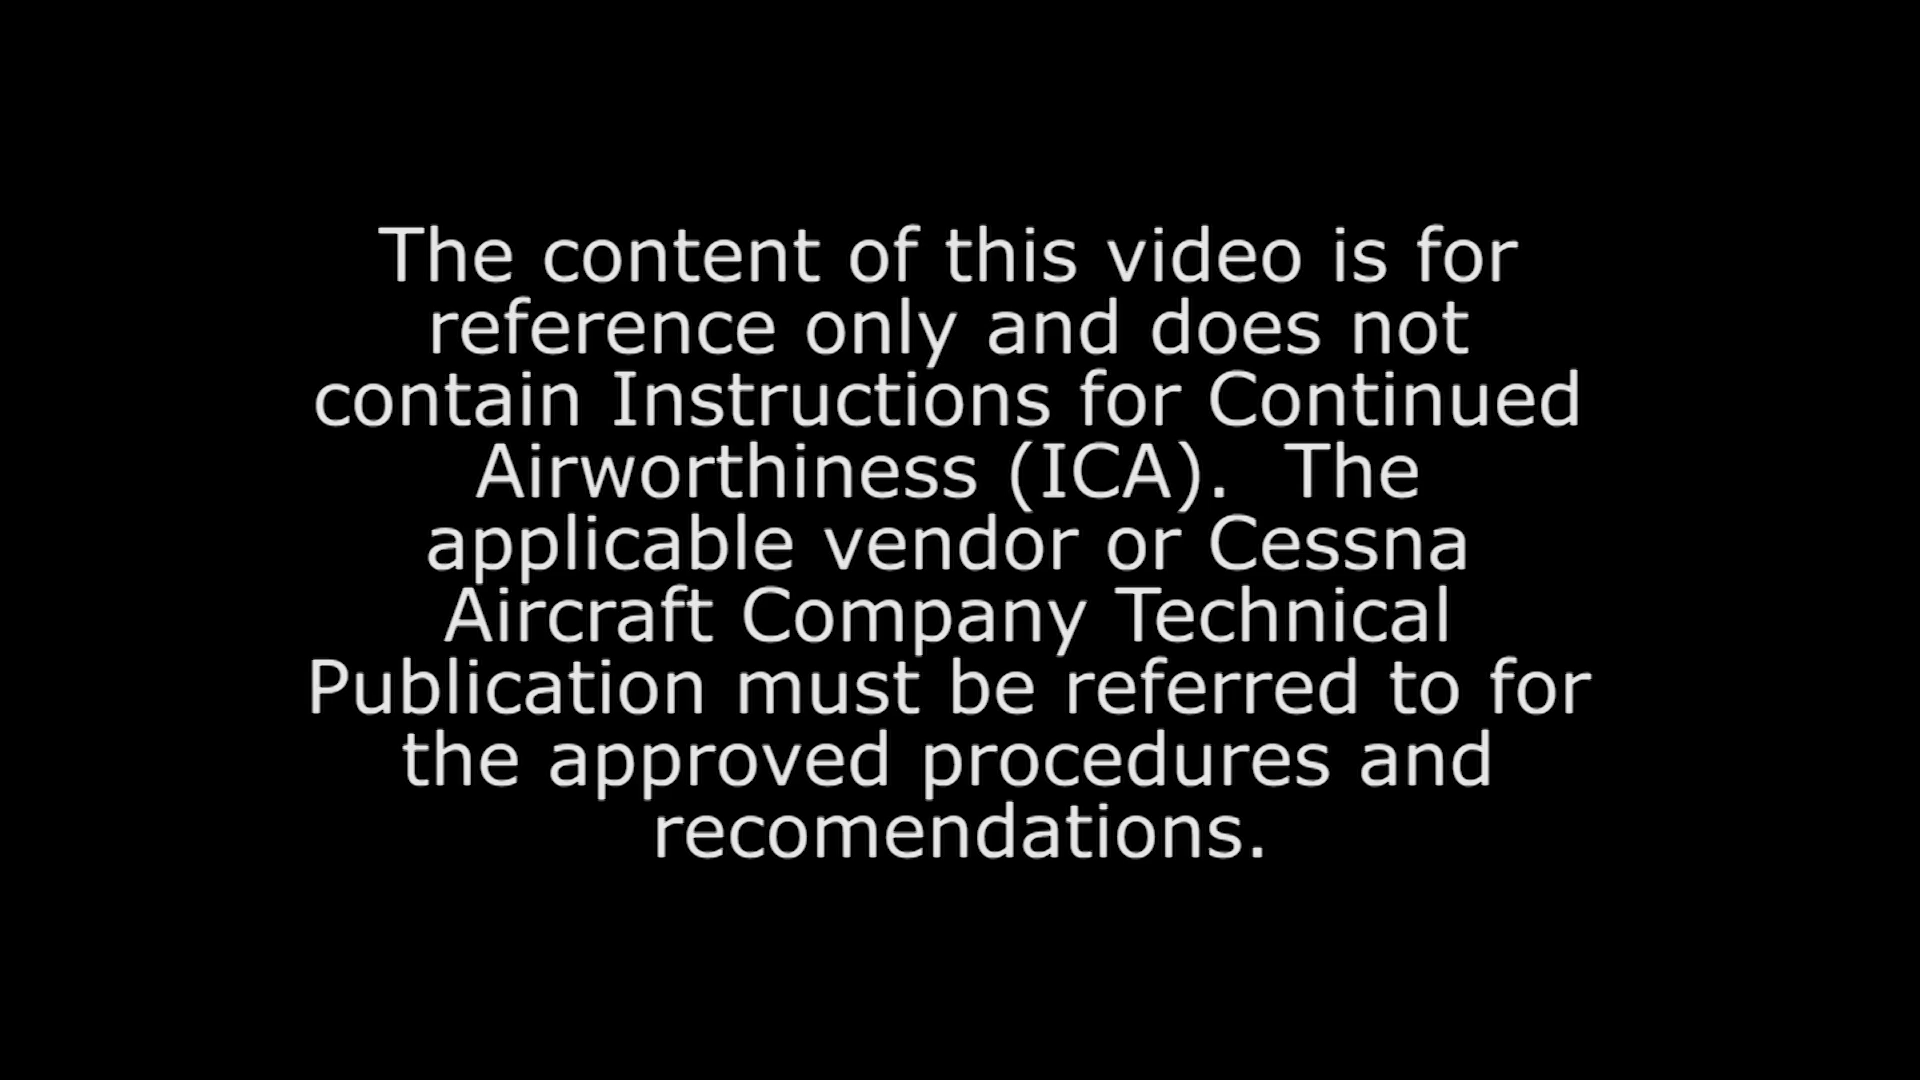 The content of this video is for
reference only and does not
contain Instructions for Continued
Airworthiness (ICA).  The
applicable vendor or Cessna
Aircraft Company Technical
Publication must be referred to for
the approved procedures and
recomendations.